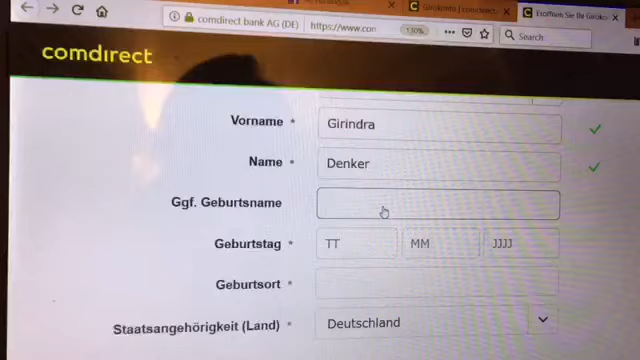 comdirect bank AG (DE)
https://www.con
130%
Search
comdirect
Vorname *
Girindra
Name *
Denker
Ggf. Geburtsname
Geburtstag *
TT
MM
JJJJ
Geburtsort *
Staatsangehörigkeit (Land) *
Deutschland